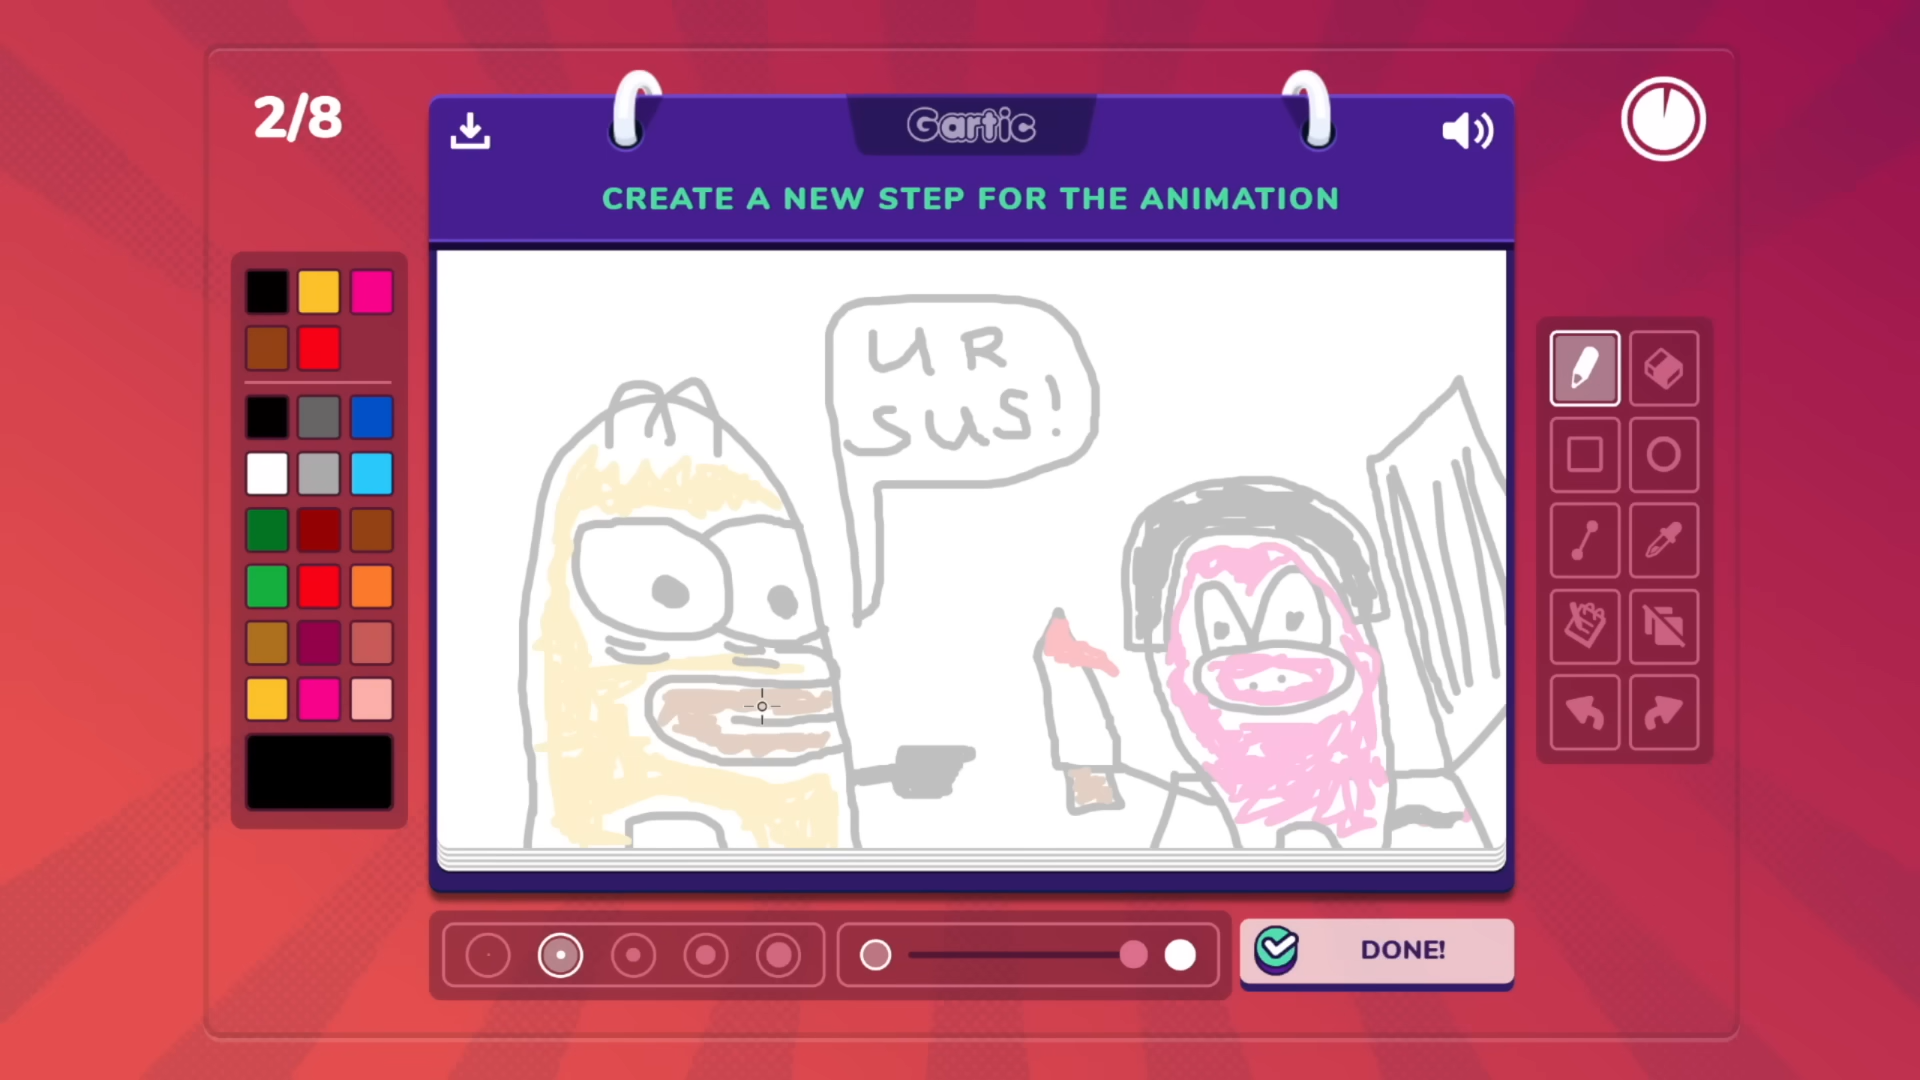 2/8
Gartic
CREATE A NEW STEP FOR THE ANIMATION
UR
SUS!
DONE!